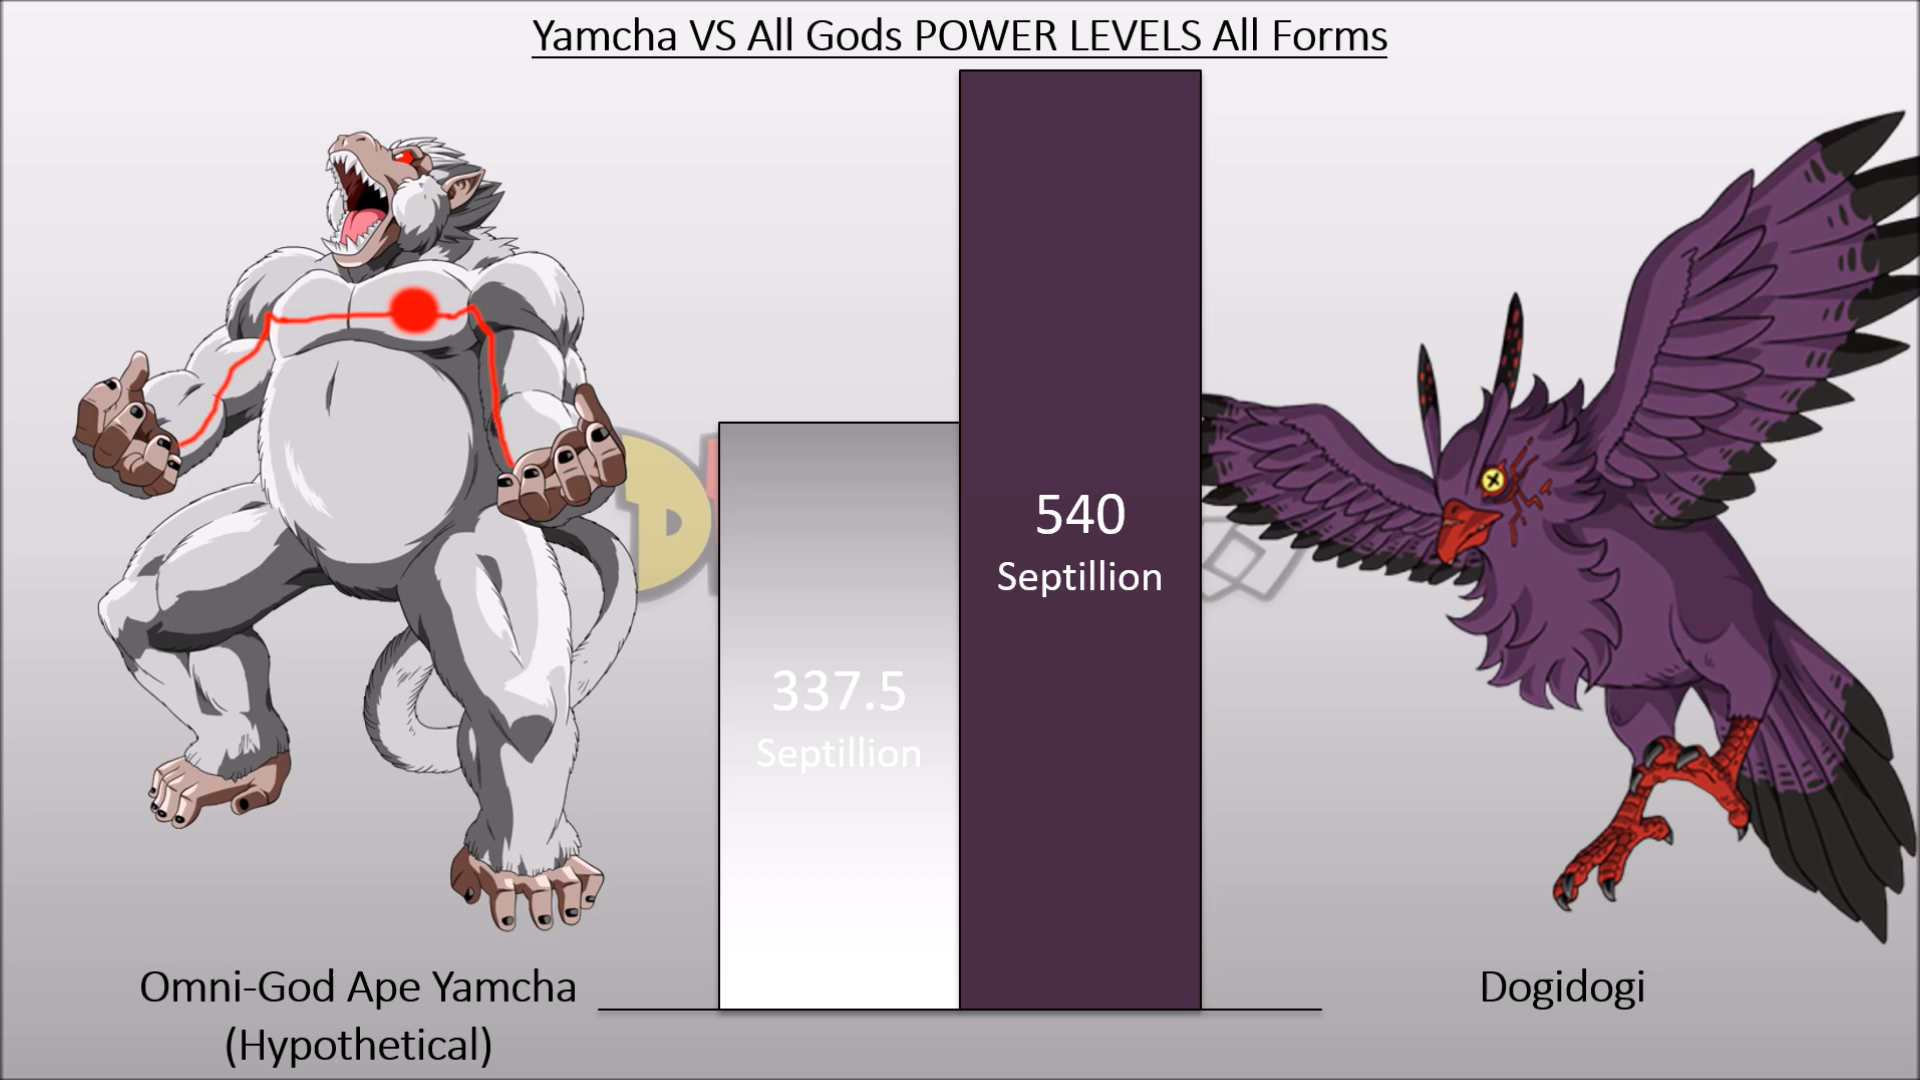 Yamcha VS All Gods POWER LEVELS All Forms
540
Septillion
337.5
Septillion
Omni-God Ape Yamcha
(Hypothetical)
Dogidogi